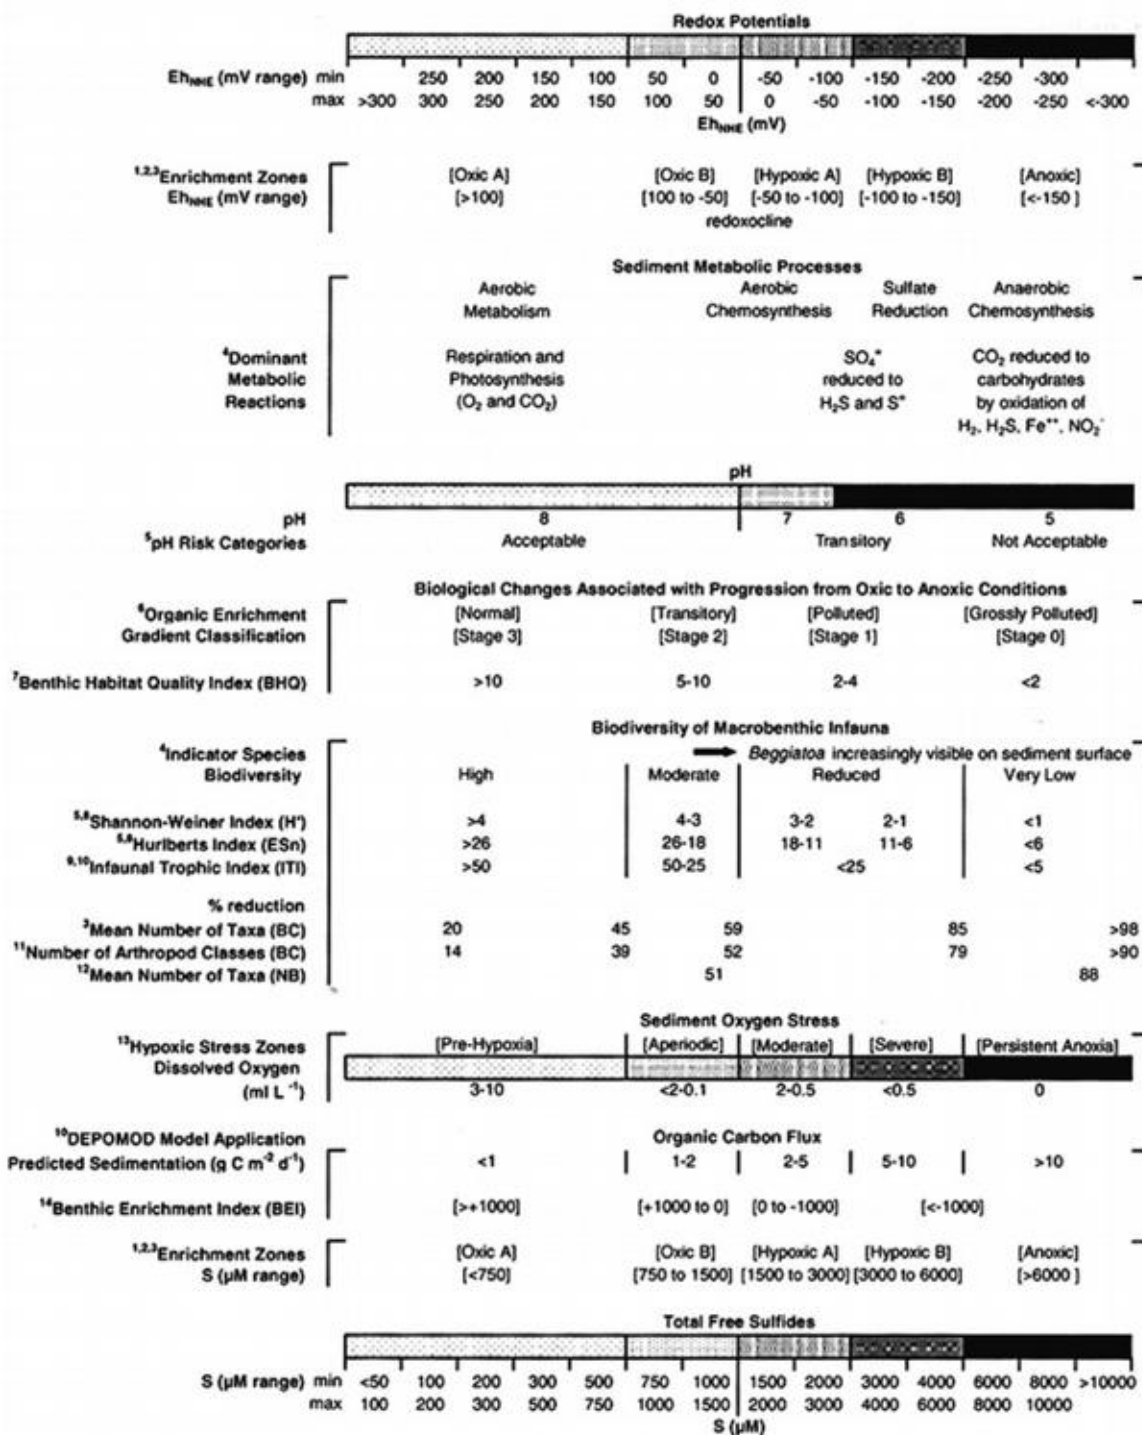 Redox Potentials
Eh_NHE (mV range) min 250 200 150 100 50 0 -50 -100 -150 -200 -250 -300
max >300 300 250 200 150 100 50 0 -50 -100 -150 -200 -250 <-300
Eh_NHE (mV)
1,2,3Enrichment Zones [Oxic A] [Oxic B] [Hypoxic A] [Hypoxic B] [Anoxic]
Eh_NHE (mV range) [>100] [100 to -50] [-50 to -100] [-100 to -150] [<-150 ]
redoxocline
Sediment Metabolic Processes
Aerobic Aerobic Sulfate Anaerobic
Metabolism Chemosynthesis Reduction Chemosynthesis
4Dominant Respiration and SO₄⁼ CO₂ reduced to
Metabolic Photosynthesis reduced to carbohydrates
Reactions (O₂ and CO₂) H₂S and S⁼ by oxidation of
H₂, H₂S, Fe⁺⁺, NO₂⁻
pH
pH 8 7 6 5
5pH Risk Categories Acceptable Transitory Not Acceptable
Biological Changes Associated with Progression from Oxic to Anoxic Conditions
6Organic Enrichment [Normal] [Transitory] [Polluted] [Grossly Polluted]
Gradient Classification [Stage 3] [Stage 2] [Stage 1] [Stage 0]
7Benthic Habitat Quality Index (BHQ) >10 5-10 2-4 <2
Biodiversity of Macrobenthic Infauna
4Indicator Species Beggiatoa increasingly visible on sediment surface
Biodiversity High Moderate Reduced Very Low
5,8Shannon-Weiner Index (H') >4 4-3 3-2 2-1 <1
5,8Hurlberts Index (ESn) >26 26-18 18-11 11-6 <6
9,10Infaunal Trophic Index (ITI) >50 50-25 <25 <5
% reduction
3Mean Number of Taxa (BC) 20 45 59 85 >98
11Number of Arthropod Classes (BC) 14 39 52 79 >90
12Mean Number of Taxa (NB) 51 88
Sediment Oxygen Stress
13Hypoxic Stress Zones [Pre-Hypoxia] [Aperiodic] [Moderate] [Severe] [Persistent Anoxia]
Dissolved Oxygen
(ml L⁻¹) 3-10 <2-0.1 2-0.5 <0.5 0
10DEPOMOD Model Application Organic Carbon Flux
Predicted Sedimentation (g C m⁻² d⁻¹) <1 1-2 2-5 5-10 >10
14Benthic Enrichment Index (BEI) [>+1000] [+1000 to 0] [0 to -1000] [<-1000]
1,2,3Enrichment Zones [Oxic A] [Oxic B] [Hypoxic A] [Hypoxic B] [Anoxic]
S (µM range) [<750] [750 to 1500] [1500 to 3000] [3000 to 6000] [>6000 ]
Total Free Sulfides
S (µM range) min <50 100 200 300 500 750 1000 1500 2000 3000 4000 6000 8000 >10000
max 100 200 300 500 750 1000 1500 2000 3000 4000 6000 8000 10000
S (µM)